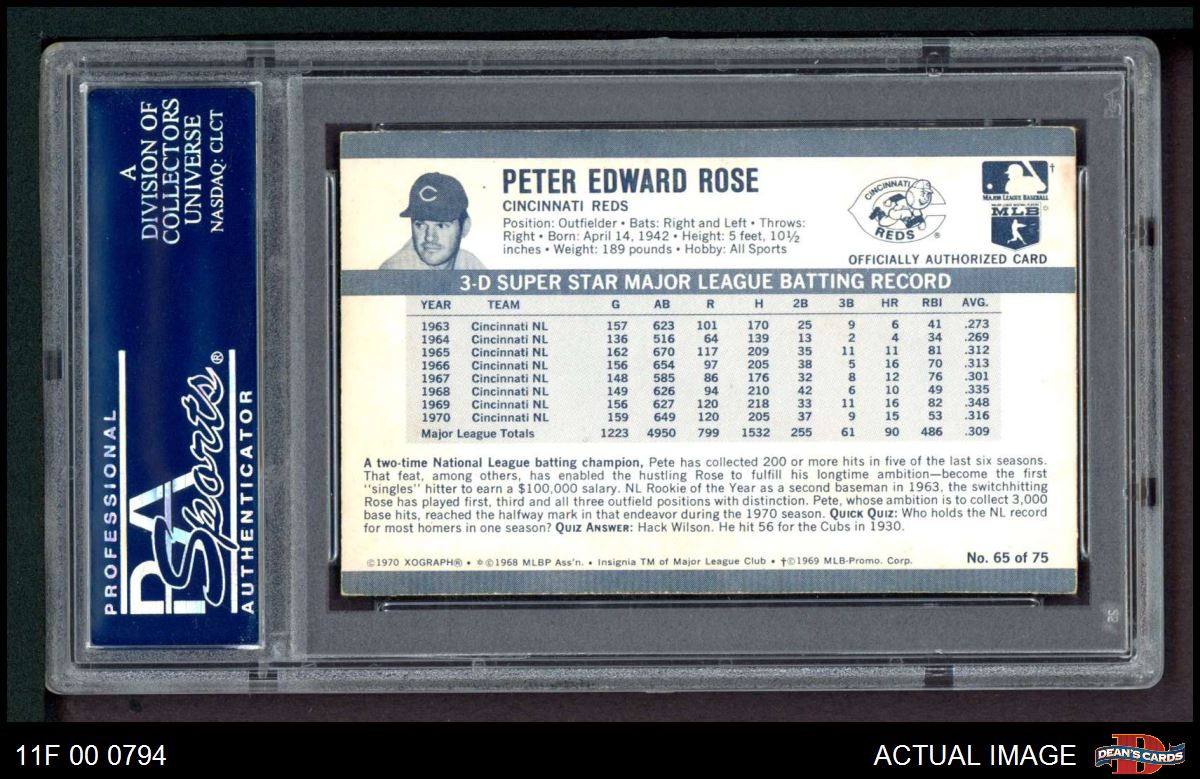 A
DIVISION OF
COLLECTORS
UNIVERSE
NASDAQ: CLCT
PROFESSIONAL
PSA
Sports®
AUTHENTICATOR
PETER EDWARD ROSE
CINCINNATI REDS
Position: Outfielder • Bats: Right and Left • Throws:
Right • Born: April 14, 1942 • Height: 5 feet, 10½
inches • Weight: 189 pounds • Hobby: All Sports
C
CINCINNATI
REDS ®
†
MAJOR LEAGUE BASEBALL
MLB
OFFICIALLY AUTHORIZED CARD
3-D SUPER STAR MAJOR LEAGUE BATTING RECORD
YEAR TEAM G AB R H 2B 3B HR RBI AVG.
1963 Cincinnati NL 157 623 101 170 25 9 6 41 .273
1964 Cincinnati NL 136 516 64 139 13 2 4 34 .269
1965 Cincinnati NL 162 670 117 209 35 11 11 81 .312
1966 Cincinnati NL 156 654 97 205 38 5 16 70 .313
1967 Cincinnati NL 148 585 86 176 32 8 12 76 .301
1968 Cincinnati NL 149 626 94 210 42 6 10 49 .335
1969 Cincinnati NL 156 627 120 218 33 11 16 82 .348
1970 Cincinnati NL 159 649 120 205 37 9 15 53 .316
Major League Totals 1223 4950 799 1532 255 61 90 486 .309
A two-time National League batting champion, Pete has collected 200 or more hits in five of the last six seasons.
That feat, among others, has enabled the hustling Rose to fulfill his longtime ambition—become the first
"singles" hitter to earn a $100,000 salary. NL Rookie of the Year as a second baseman in 1963, the switchhitting
Rose has played first, third and all three outfield positions with distinction. Pete, whose ambition is to collect 3,000
base hits, reached the halfway mark in that endeavor during the 1970 season. QUICK QUIZ: Who holds the NL record
for most homers in one season? QUIZ ANSWER: Hack Wilson. He hit 56 for the Cubs in 1930.
©1970 XOGRAPH® • ©1968 MLBP Ass'n. • Insignia TM of Major League Club • †©1969 MLB-Promo. Corp.
No. 65 of 75
11F 00 0794
ACTUAL IMAGE
DEAN'S CARDS